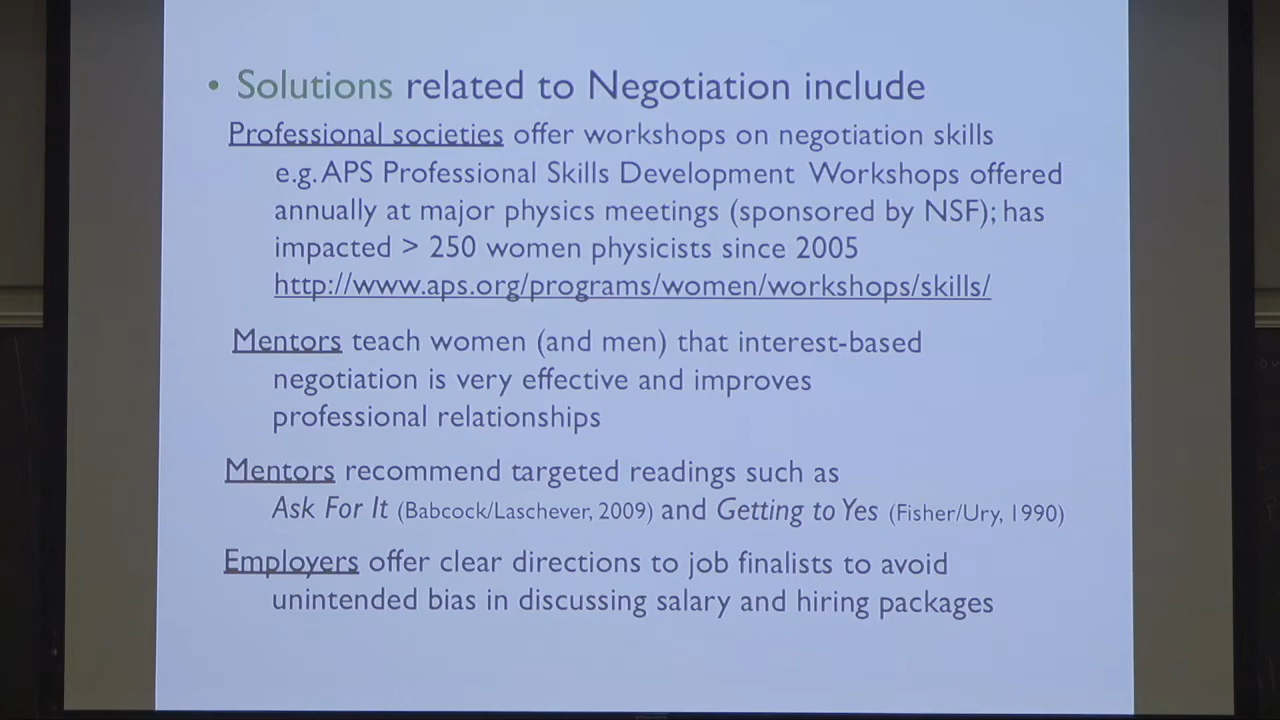 • Solutions related to Negotiation include
Professional societies offer workshops on negotiation skills
e.g. APS Professional Skills Development Workshops offered
annually at major physics meetings (sponsored by NSF); has
impacted > 250 women physicists since 2005
http://www.aps.org/programs/women/workshops/skills/
Mentors teach women (and men) that interest-based
negotiation is very effective and improves
professional relationships
Mentors recommend targeted readings such as
Ask For It (Babcock/Laschever, 2009) and Getting to Yes (Fisher/Ury, 1990)
Employers offer clear directions to job finalists to avoid
unintended bias in discussing salary and hiring packages